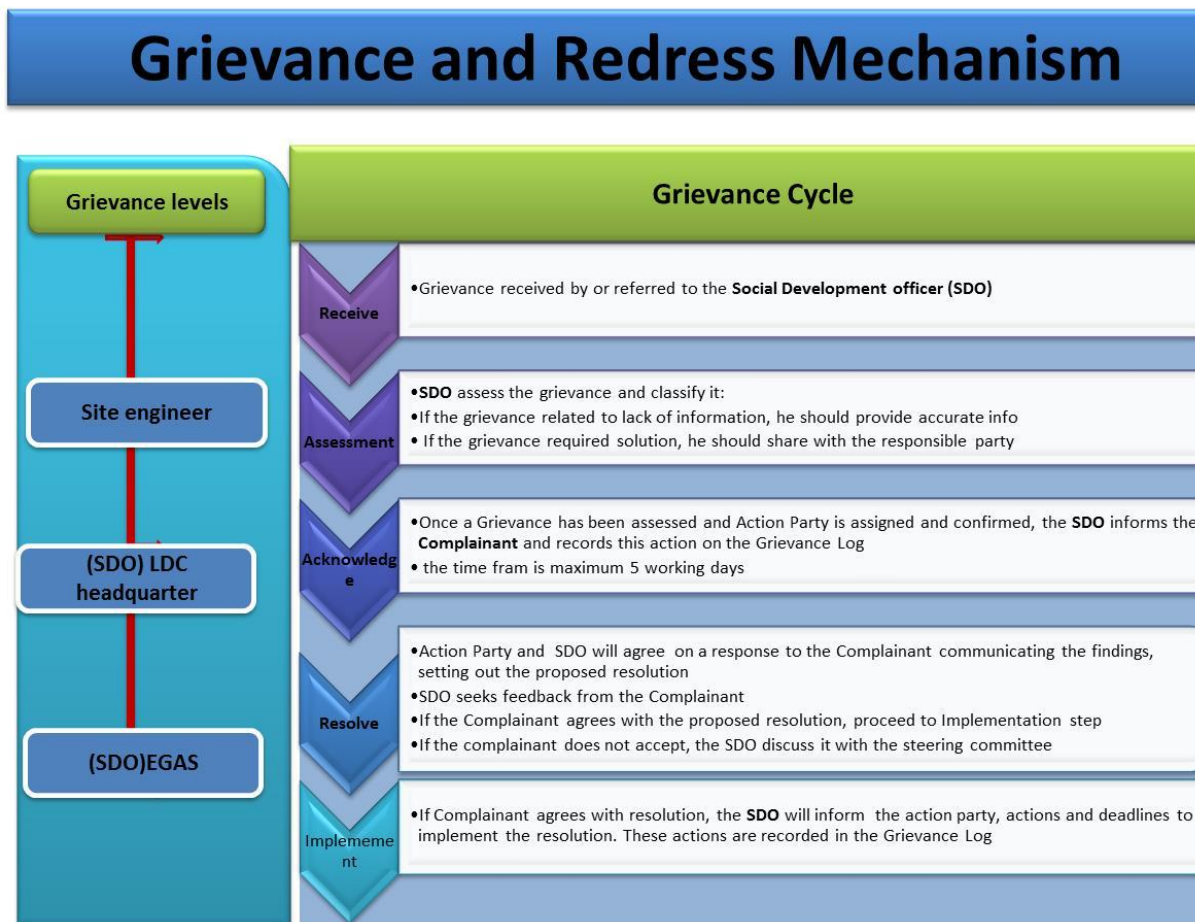 Grievance and Redress Mechanism
Grievance levels
Site engineer
(SDO) LDC
headquarter
(SDO)EGAS
Grievance Cycle
Receive
•Grievance received by or referred to the Social Development officer (SDO)
Assessment
•SDO assess the grievance and classify it:
•If the grievance related to lack of information, he should provide accurate info
• If the grievance required solution, he should share with the responsible party
Acknowledg
e
•Once a Grievance has been assessed and Action Party is assigned and confirmed, the SDO informs the
Complainant and records this action on the Grievance Log
• the time fram is maximum 5 working days
Resolve
•Action Party and SDO will agree on a response to the Complainant communicating the findings,
setting out the proposed resolution
•SDO seeks feedback from the Complainant
•If the Complainant agrees with the proposed resolution, proceed to Implementation step
•If the complainant does not accept, the SDO discuss it with the steering committee
Implememe
nt
•If Complainant agrees with resolution, the SDO will inform the action party, actions and deadlines to
implement the resolution. These actions are recorded in the Grievance Log